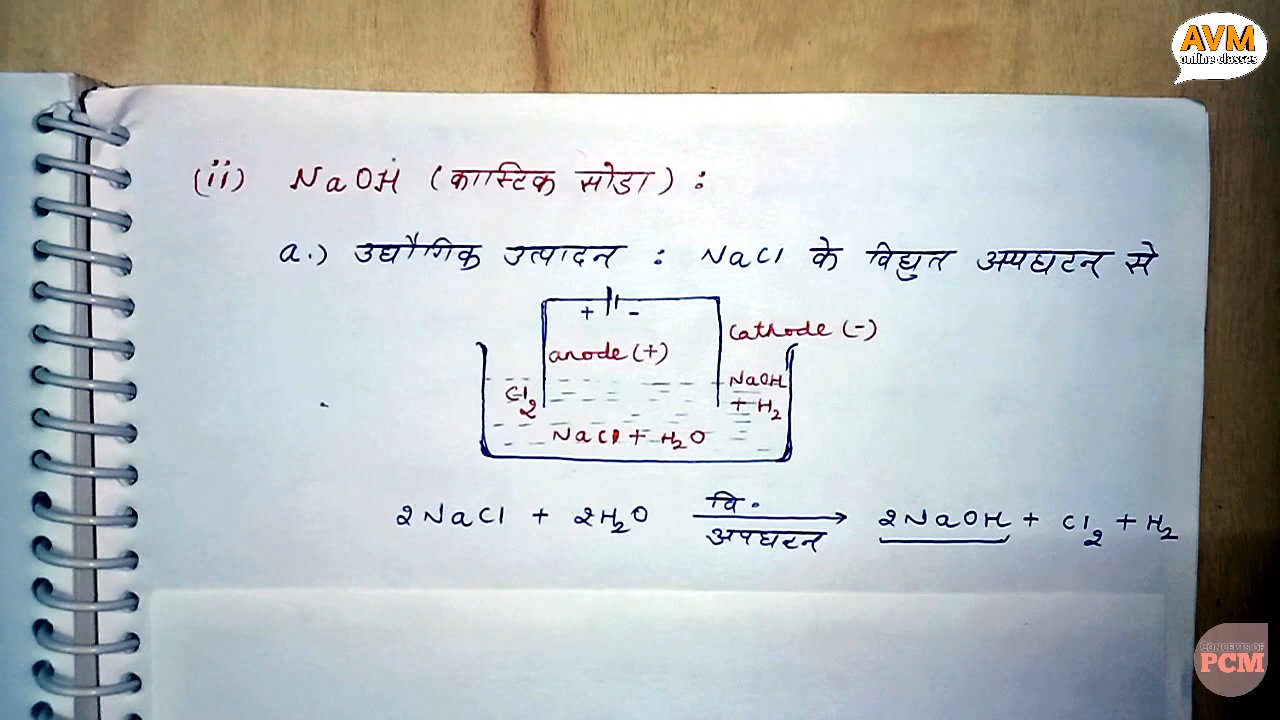 AVM
online classes
(ii) NaOH (कास्टिक सोडा) :
a.) उद्यौगिक उत्पादन : NaCl के विद्युत अपघटन से
+ -
cathode (-)
anode (+)
Cl2
NaOH
+ H2
NaCl + H2O
2NaCl + 2H2O वि. अपघटन → 2NaOH + Cl2 + H2
CONCEPTS OF
PCM